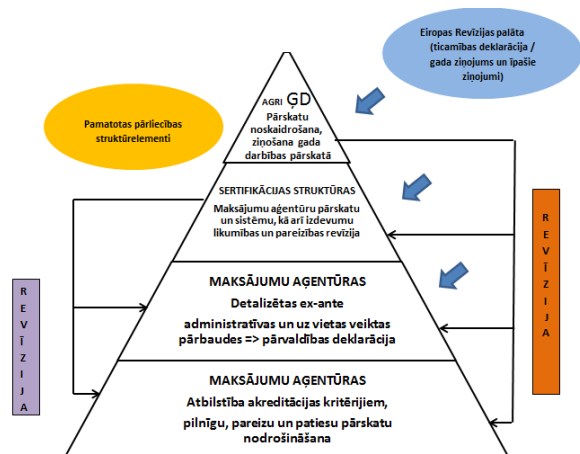 Eiropas Revīzijas palāta
(ticamības deklarācija /
gada ziņojums un īpašie
ziņojumi)
Pamatotas pārliecības
struktūrelementi
AGRI ĢD
Pārskatu
noskaidrošana,
ziņošana gada
darbības pārskatā
SERTIFIKĀCIJAS STRUKTŪRAS
Maksājumu aģentūru pārskatu
un sistēmu, kā arī izdevumu
likumības un pareizības revīzija
MAKSĀJUMU AĢENTŪRAS
Detalizētas ex-ante
administratīvas un uz vietas veiktas
pārbaudes => pārvaldības deklarācija
MAKSĀJUMU AĢENTŪRAS
Atbilstība akreditācijas kritērijiem,
pilnīgu, pareizu un patiesu pārskatu
nodrošināšana
REVĪZIJA
REVĪZIJA